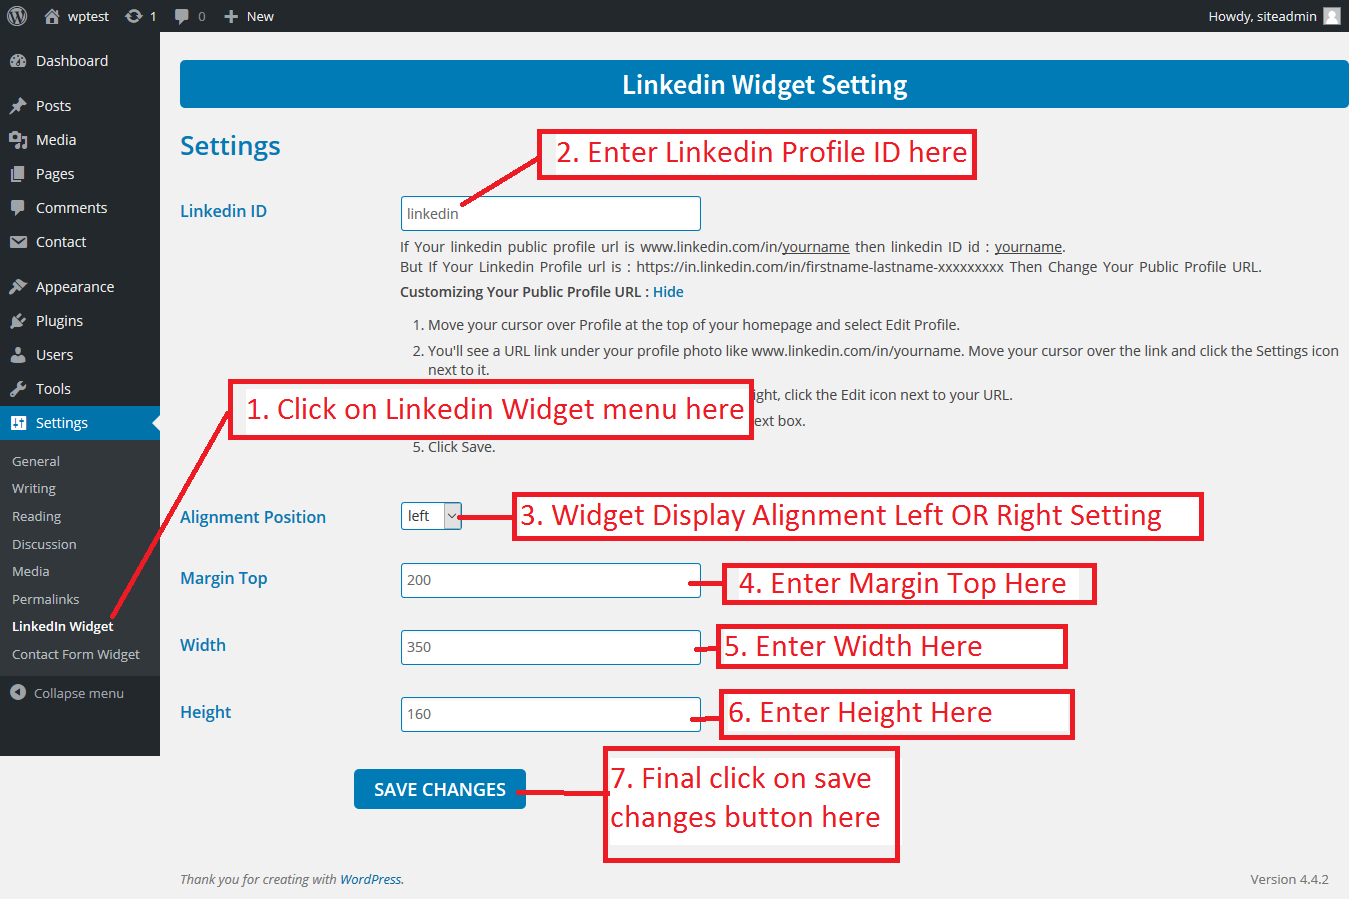 wptest 1 0 New Howdy, siteadmin
Dashboard
Posts
Media
Pages
Comments
Contact
Appearance
Plugins
Users
Tools
Settings
General
Writing
Reading
Discussion
Media
Permalinks
LinkedIn Widget
Contact Form Widget
Collapse menu
Linkedin Widget Setting
Settings
2. Enter Linkedin Profile ID here
Linkedin ID
linkedin
If Your linkedin public profile url is www.linkedin.com/in/yourname then linkedin ID id : yourname.
But If Your Linkedin Profile url is : https://in.linkedin.com/in/firstname-lastname-xxxxxxxxx Then Change Your Public Profile URL.
Customizing Your Public Profile URL : Hide
1. Move your cursor over Profile at the top of your homepage and select Edit Profile.
2. You'll see a URL link under your profile photo like www.linkedin.com/in/yourname. Move your cursor over the link and click the Settings icon
next to it.
1. Click on Linkedin Widget menu here
click the Edit icon next to your URL.
box.
5. Click Save.
Alignment Position
left
3. Widget Display Alignment Left OR Right Setting
Margin Top
200
4. Enter Margin Top Here
Width
350
5. Enter Width Here
Height
160
6. Enter Height Here
SAVE CHANGES
7. Final click on save
changes button here
Thank you for creating with WordPress.
Version 4.4.2